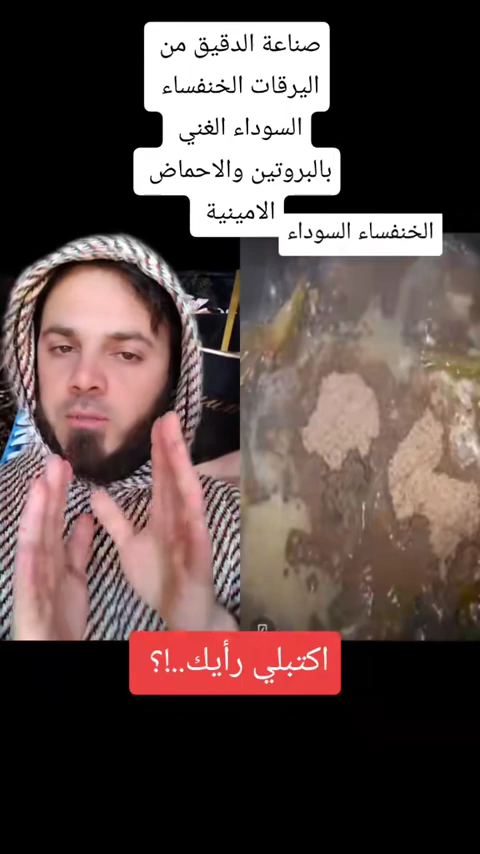 صناعة الدقيق من
اليرقات الخنفساء
السوداء الغني
بالبروتين والاحماض
الامينية
الخنفساء السوداء
اكتبلي رأيك..!؟